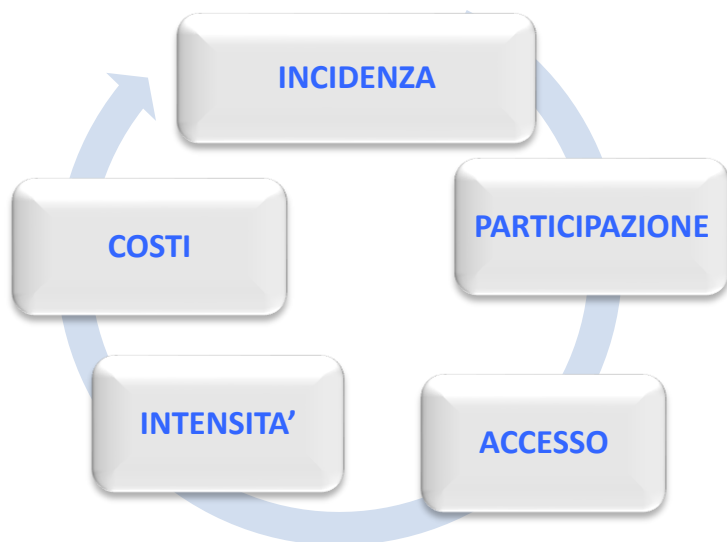 INCIDENZA
PARTICIPAZIONE
ACCESSO
INTENSITA’
COSTI